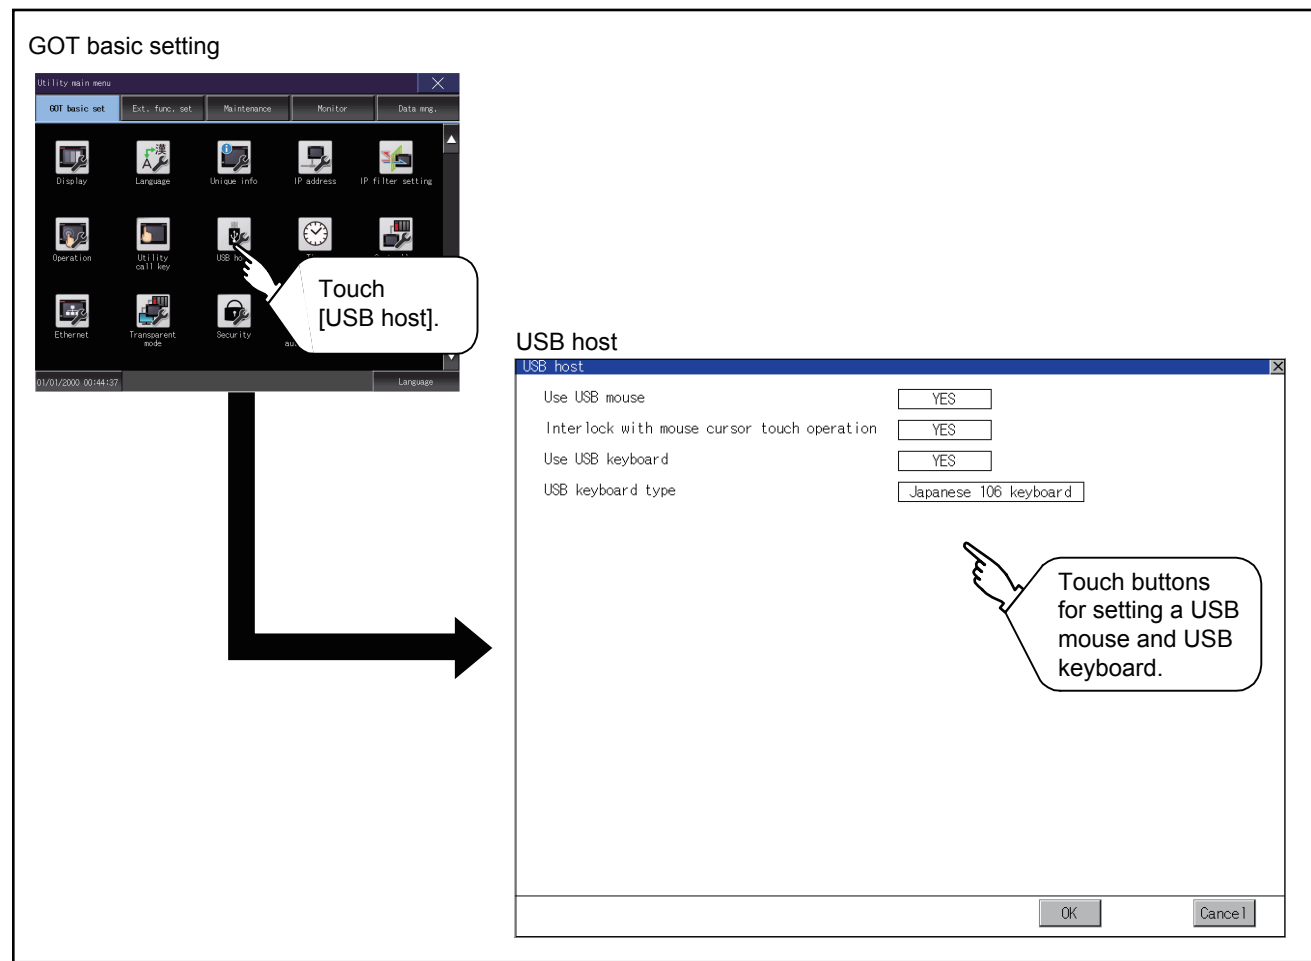 GOT basic setting
Utility main menu
GOT basic set Ext. func. set Maintenance Monitor Data mng.
Display Language Unique info IP address IP filter setting
Operation Utility call key USB ho
Ethernet Transparent mode Security
au
Touch
[USB host].
01/01/2000 00:44:37 Language
USB host
USB host
Use USB mouse YES
Interlock with mouse cursor touch operation YES
Use USB keyboard YES
USB keyboard type Japanese 106 keyboard
Touch buttons
for setting a USB
mouse and USB
keyboard.
OK Cancel